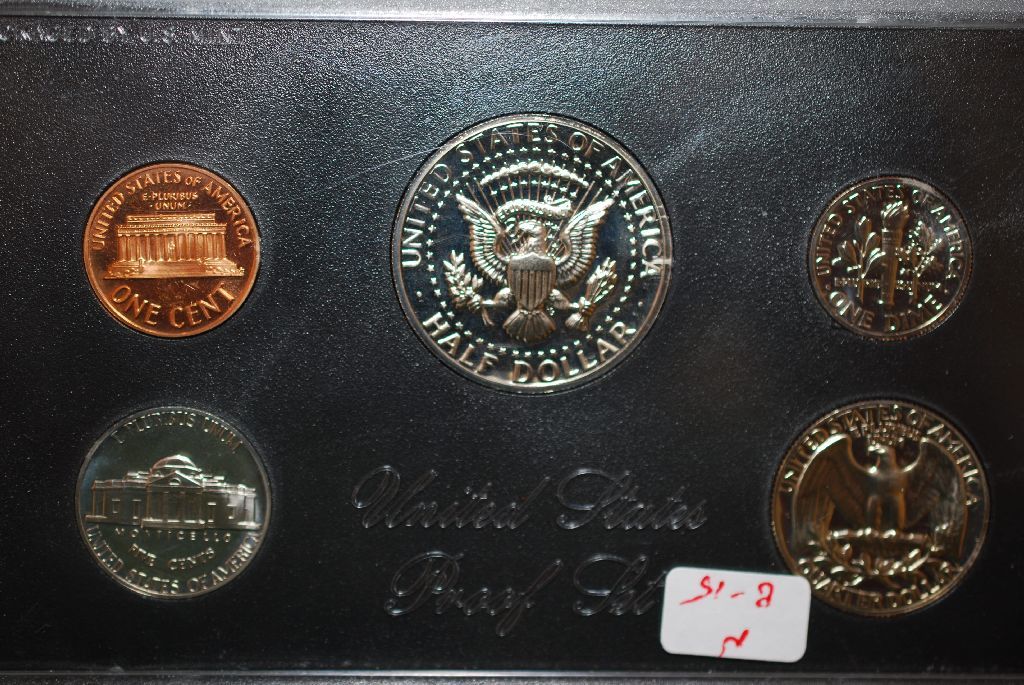 UNITED STATES OF AMERICA
E·PLURIBUS
UNUM
ONE CENT
UNITED STATES OF AMERICA
HALF DOLLAR
UNITED STATES OF AMERICA
ONE DIME
E PLURIBUS UNUM
MONTICELLO
FIVE CENTS
UNITED STATES OF AMERICA
UNITED STATES OF AMERICA
QUARTER DOLLAR
United States
Proof Set